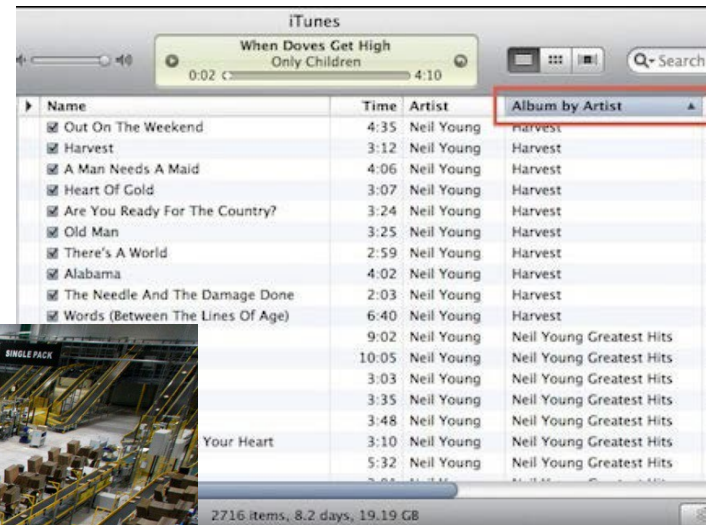 iTunes
When Doves Get High
Only Children
0:02 4:10
Search
Name Time Artist Album by Artist
Out On The Weekend 4:35 Neil Young Harvest
Harvest 3:12 Neil Young Harvest
A Man Needs A Maid 4:06 Neil Young Harvest
Heart Of Gold 3:07 Neil Young Harvest
Are You Ready For The Country? 3:24 Neil Young Harvest
Old Man 3:25 Neil Young Harvest
There's A World 2:59 Neil Young Harvest
Alabama 4:02 Neil Young Harvest
The Needle And The Damage Done 2:03 Neil Young Harvest
Words (Between The Lines Of Age) 6:40 Neil Young Harvest
9:02 Neil Young Neil Young Greatest Hits
SINGLE PACK
10:05 Neil Young Neil Young Greatest Hits
3:03 Neil Young Neil Young Greatest Hits
3:35 Neil Young Neil Young Greatest Hits
3:48 Neil Young Neil Young Greatest Hits
Your Heart 3:10 Neil Young Neil Young Greatest Hits
5:32 Neil Young Neil Young Greatest Hits
2716 items, 8.2 days, 19.19 GB